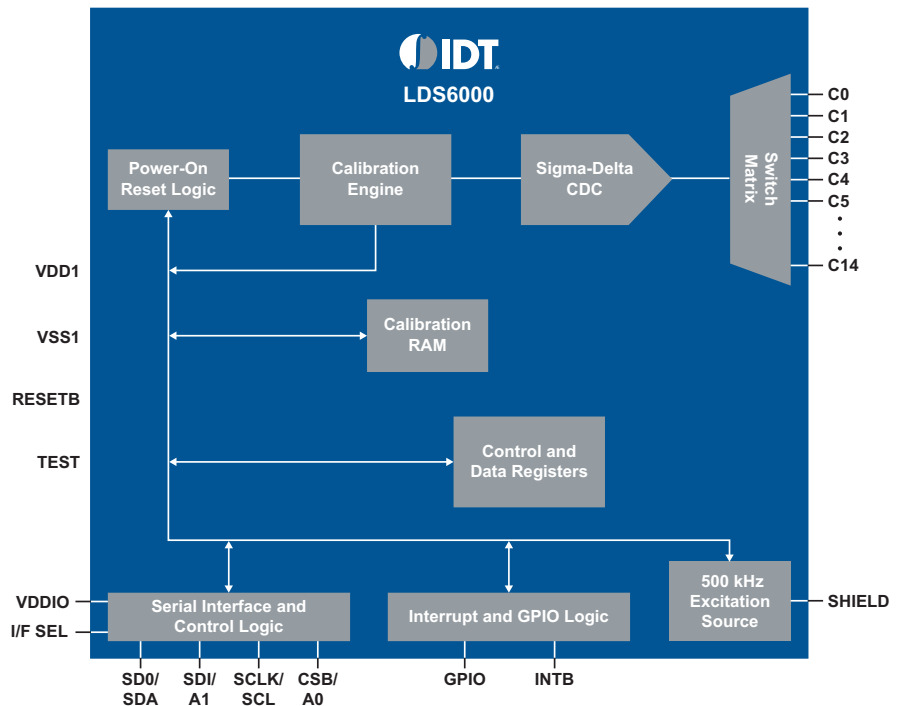 IDT
LDS6000
Power-On
Reset Logic
Calibration
Engine
Sigma-Delta
CDC
Switch
Matrix
C0
C1
C2
C3
C4
C5
C14
VDD1
VSS1
RESETB
TEST
Calibration
RAM
Control and
Data Registers
VDDIO
I/F SEL
Serial Interface and
Control Logic
Interrupt and GPIO Logic
500 kHz
Excitation
Source
SHIELD
SD0/
SDA
SDI/
A1
SCLK/
SCL
CSB/
A0
GPIO
INTB